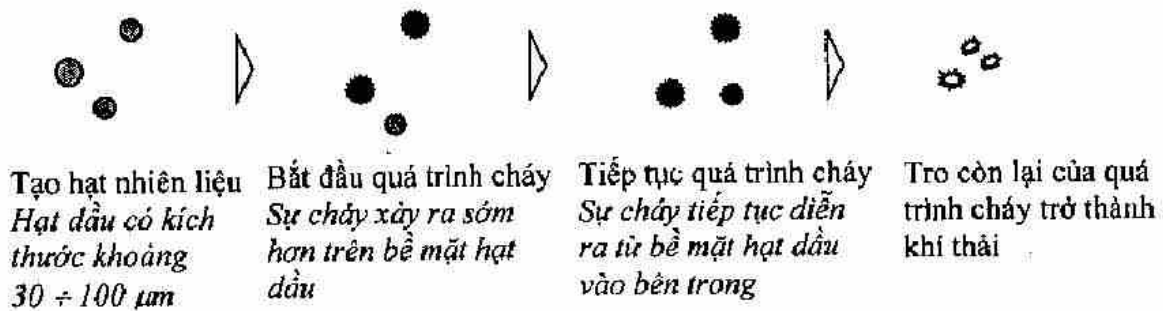 Tạo hạt nhiên liệu
Hạt dầu có kích
thước khoảng
30 ÷ 100 µm
Bắt đầu quá trình cháy
Sự cháy xảy ra sớm
hơn trên bề mặt hạt
dầu
Tiếp tục quá trình cháy
Sự cháy tiếp tục diễn
ra từ bề mặt hạt dầu
vào bên trong
Tro còn lại của quá
trình cháy trở thành
khí thải